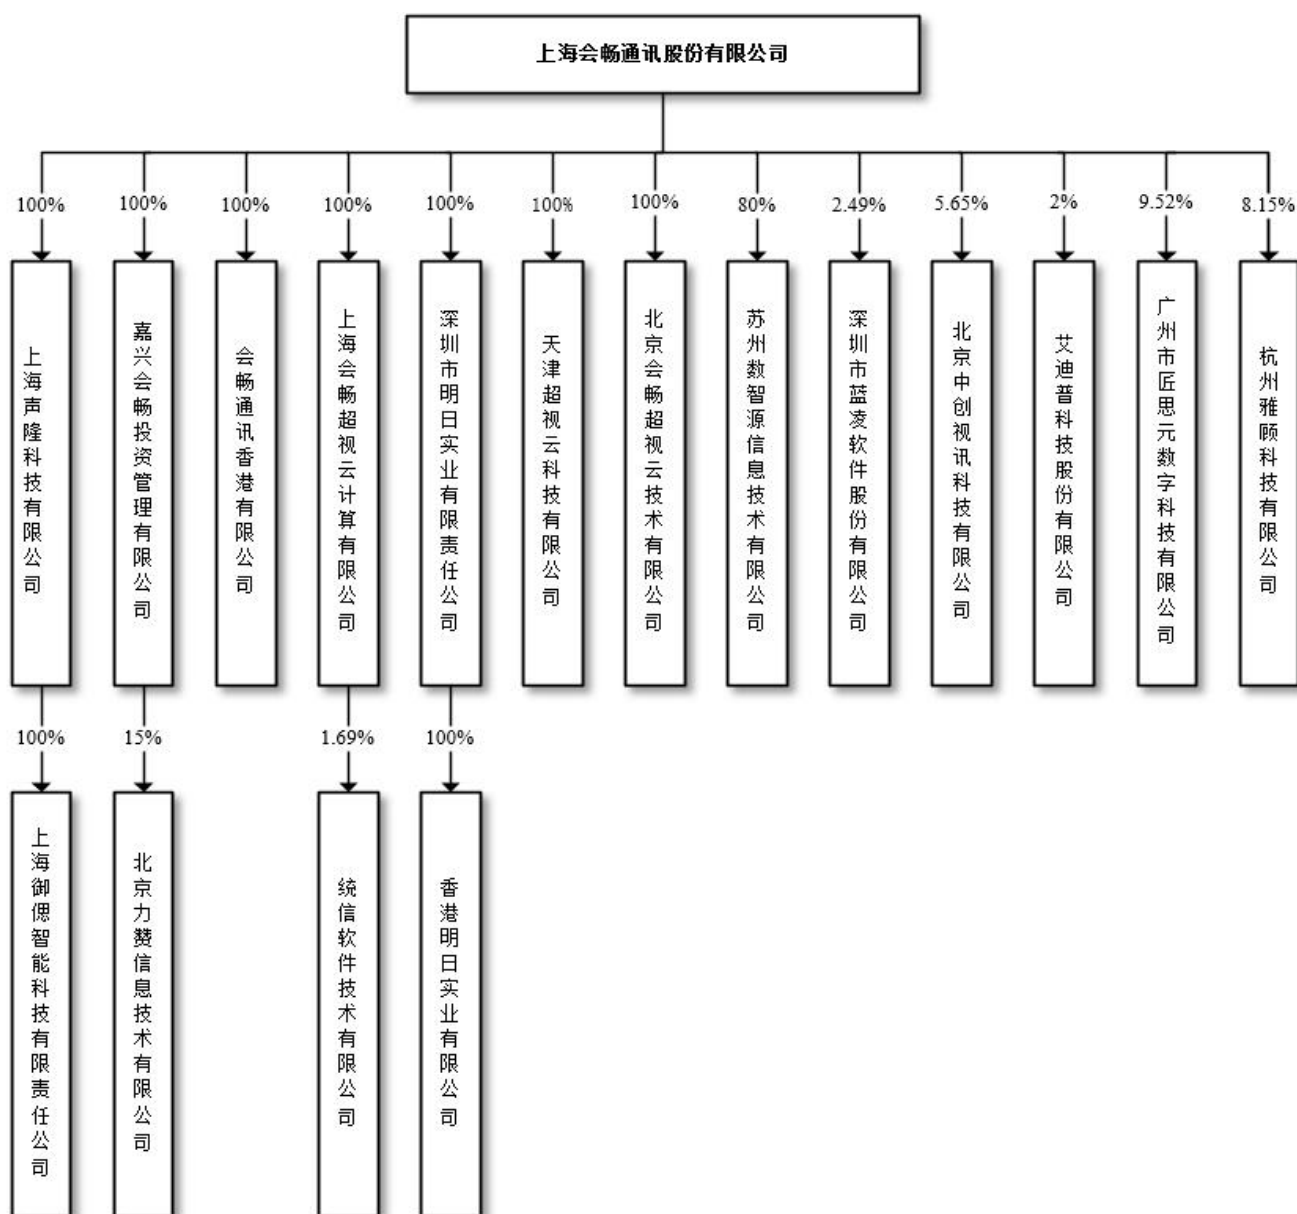 上海会畅通讯股份有限公司
100%
100%
100%
100%
100%
100%
100%
80%
2.49%
5.65%
2%
9.52%
8.15%
上海声隆科技有限公司
嘉兴会畅投资管理有限公司
会畅通讯香港有限公司
上海会畅超视云计算有限公司
深圳市明日实业有限责任公司
天津超视云科技有限公司
北京会畅超视云技术有限公司
苏州数智源信息技术有限公司
深圳市蓝凌软件股份有限公司
北京中创视讯科技有限公司
艾迪普科技股份有限公司
广州市匠思元数字科技有限公司
杭州雅顾科技有限公司
100%
15%
1.69%
100%
上海御偲智能科技有限责任公司
北京力赞信息技术有限公司
统信软件技术有限公司
香港明日实业有限公司